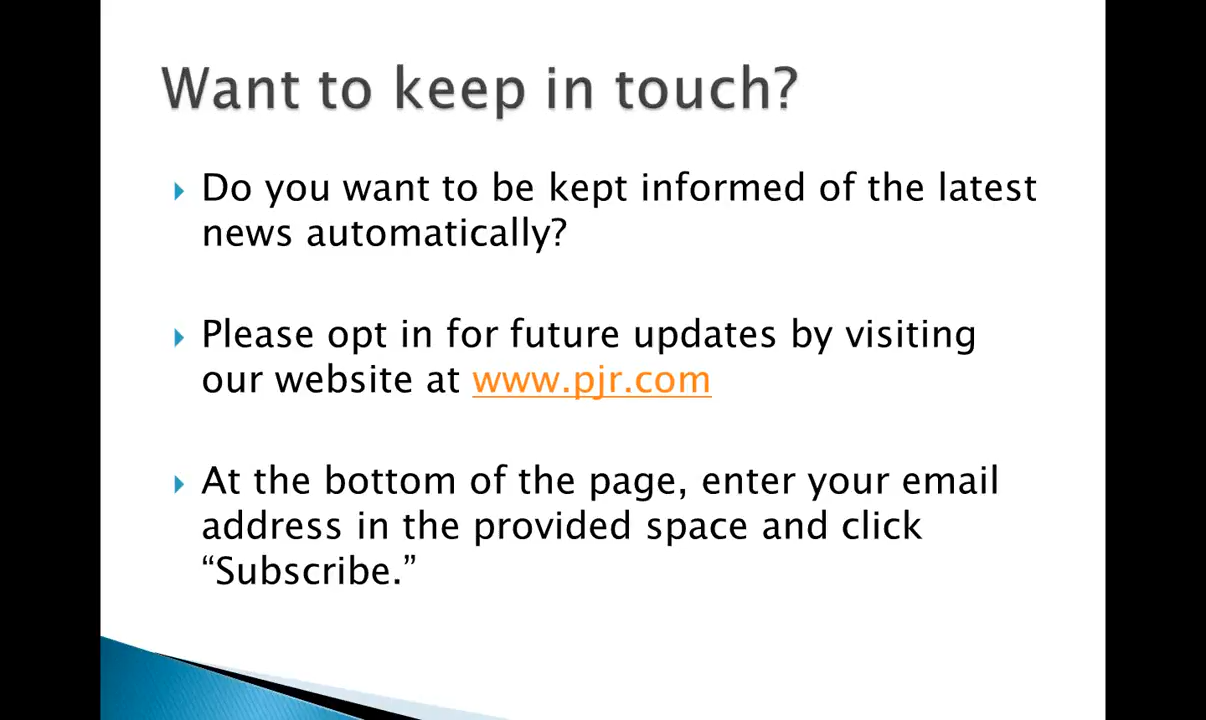 Want to keep in touch?
Do you want to be kept informed of the latest
news automatically?
Please opt in for future updates by visiting
our website at www.pjr.com
At the bottom of the page, enter your email
address in the provided space and click
“Subscribe.”